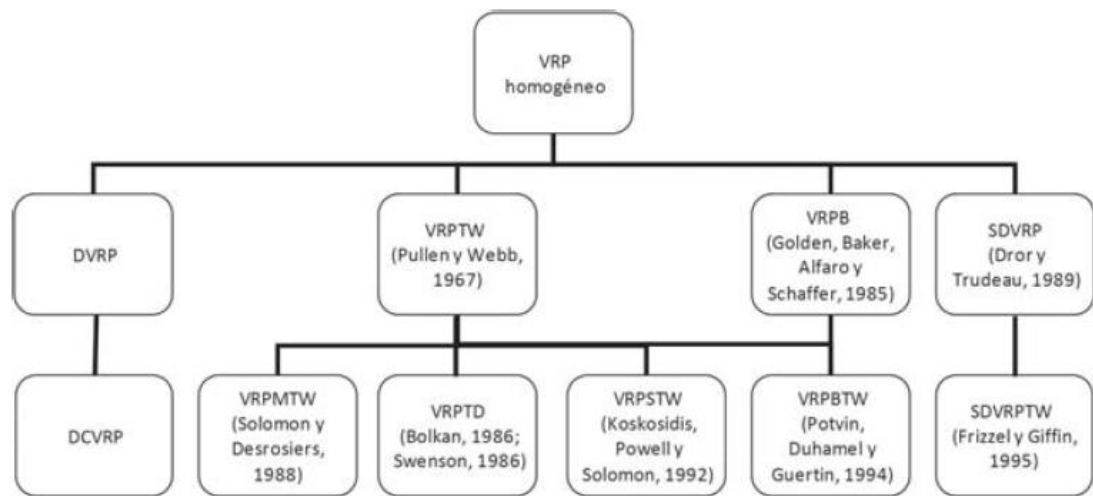 VRP
homogéneo
DVRP
VRPTW
(Pullen y Webb,
1967)
VRPB
(Golden, Baker,
Alfaro y
Schaffer, 1985)
SDVRP
(Dror y
Trudeau, 1989)
DCVRP
VRPMTW
(Solomon y
Desrosiers,
1988)
VRPTD
(Bolkan, 1986;
Swenson, 1986)
VRPSTW
(Koskosidis,
Powell y
Solomon, 1992)
VRPBTW
(Potvin,
Duhamel y
Guertin, 1994)
SDVRPTW
(Frizzel y Giffin,
1995)